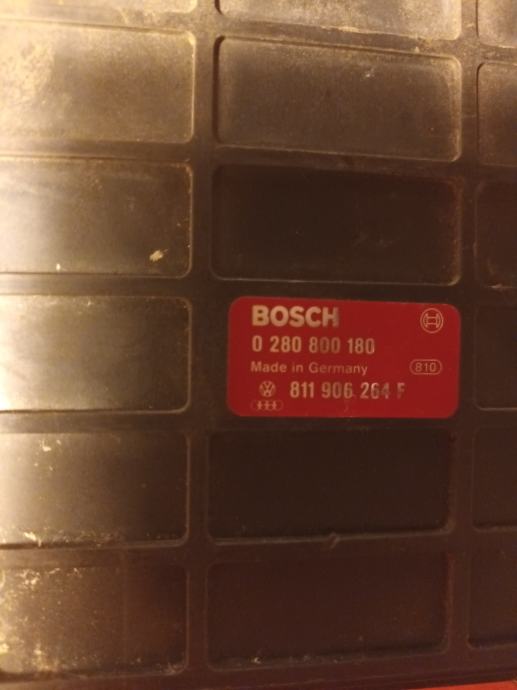 BOSCH
0 280 800 180
Made in Germany
810
811 906 264 F